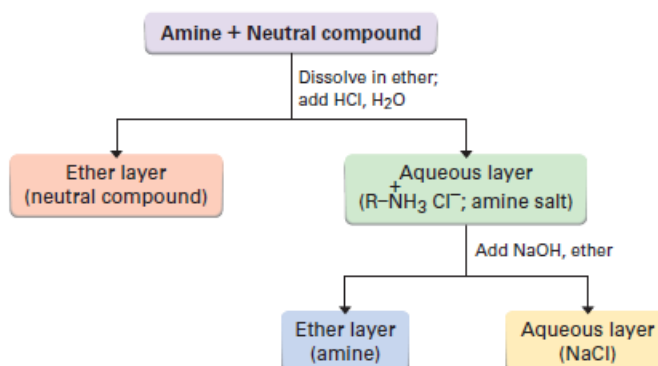 Amine + Neutral compound
Dissolve in ether;
add HCl, H₂O
Ether layer
(neutral compound)
Aqueous layer
(R–N⁺H₃ Cl⁻; amine salt)
Add NaOH, ether
Ether layer
(amine)
Aqueous layer
(NaCl)